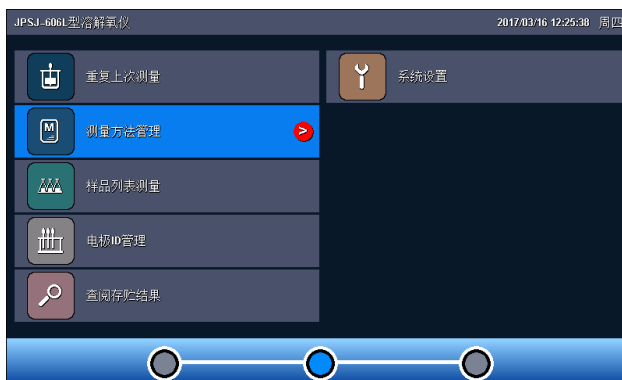 JPSJ-606L型溶解氧仪
2017/03/16 12:25:38 周四
重复上次测量
系统设置
测量方法管理
M
样品列表测量
电极ID管理
查阅存贮结果